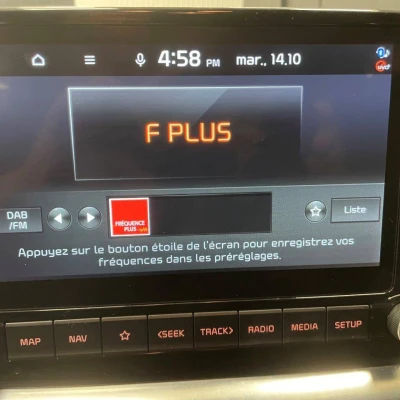 4:58 PM mar., 14.10
F PLUS
DAB
/FM
FRÉQUENCE
PLUS
Liste
Appuyez sur le bouton étoile de l'écran pour enregistrez vos
fréquences dans les préréglages.
MAP NAV <SEEK TRACK> RADIO MEDIA SETUP